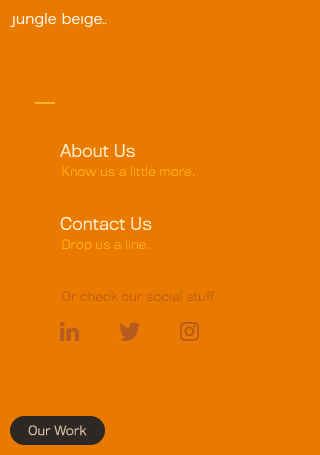 jungle beige..
About Us
Know us a little more.
Contact Us
Drop us a line.
Or check our social stuff
in
Our Work